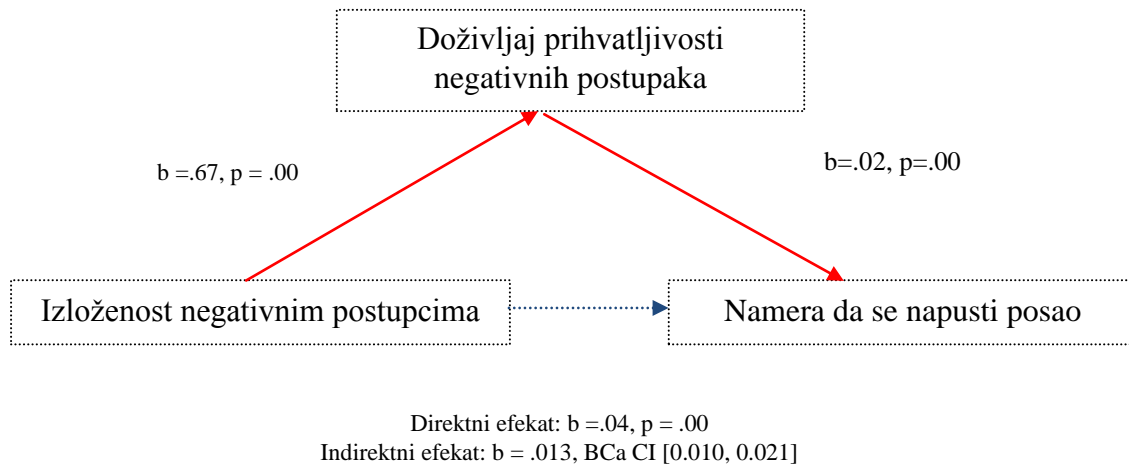 Doživljaj prihvatljivosti
negativnih postupaka
b =.67, p = .00
b=.02, p=.00
Izloženost negativnim postupcima
Namera da se napusti posao
Direktni efekat: b =.04, p = .00
Indirektni efekat: b = .013, BCa CI [0.010, 0.021]